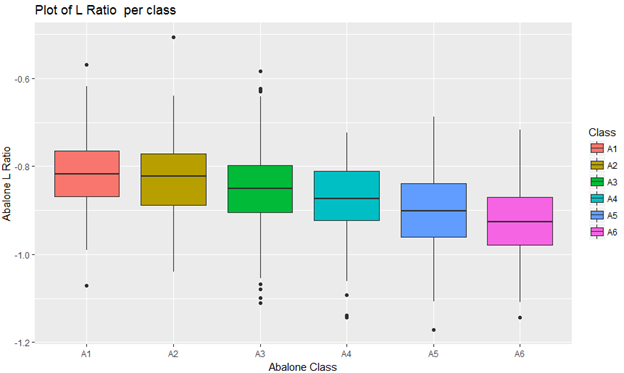 Plot of L Ratio  per class
Abalone L Ratio
-0.6
-0.8
-1.0
-1.2
A1 A2 A3 A4 A5 A6
Abalone Class
Class
A1
A2
A3
A4
A5
A6